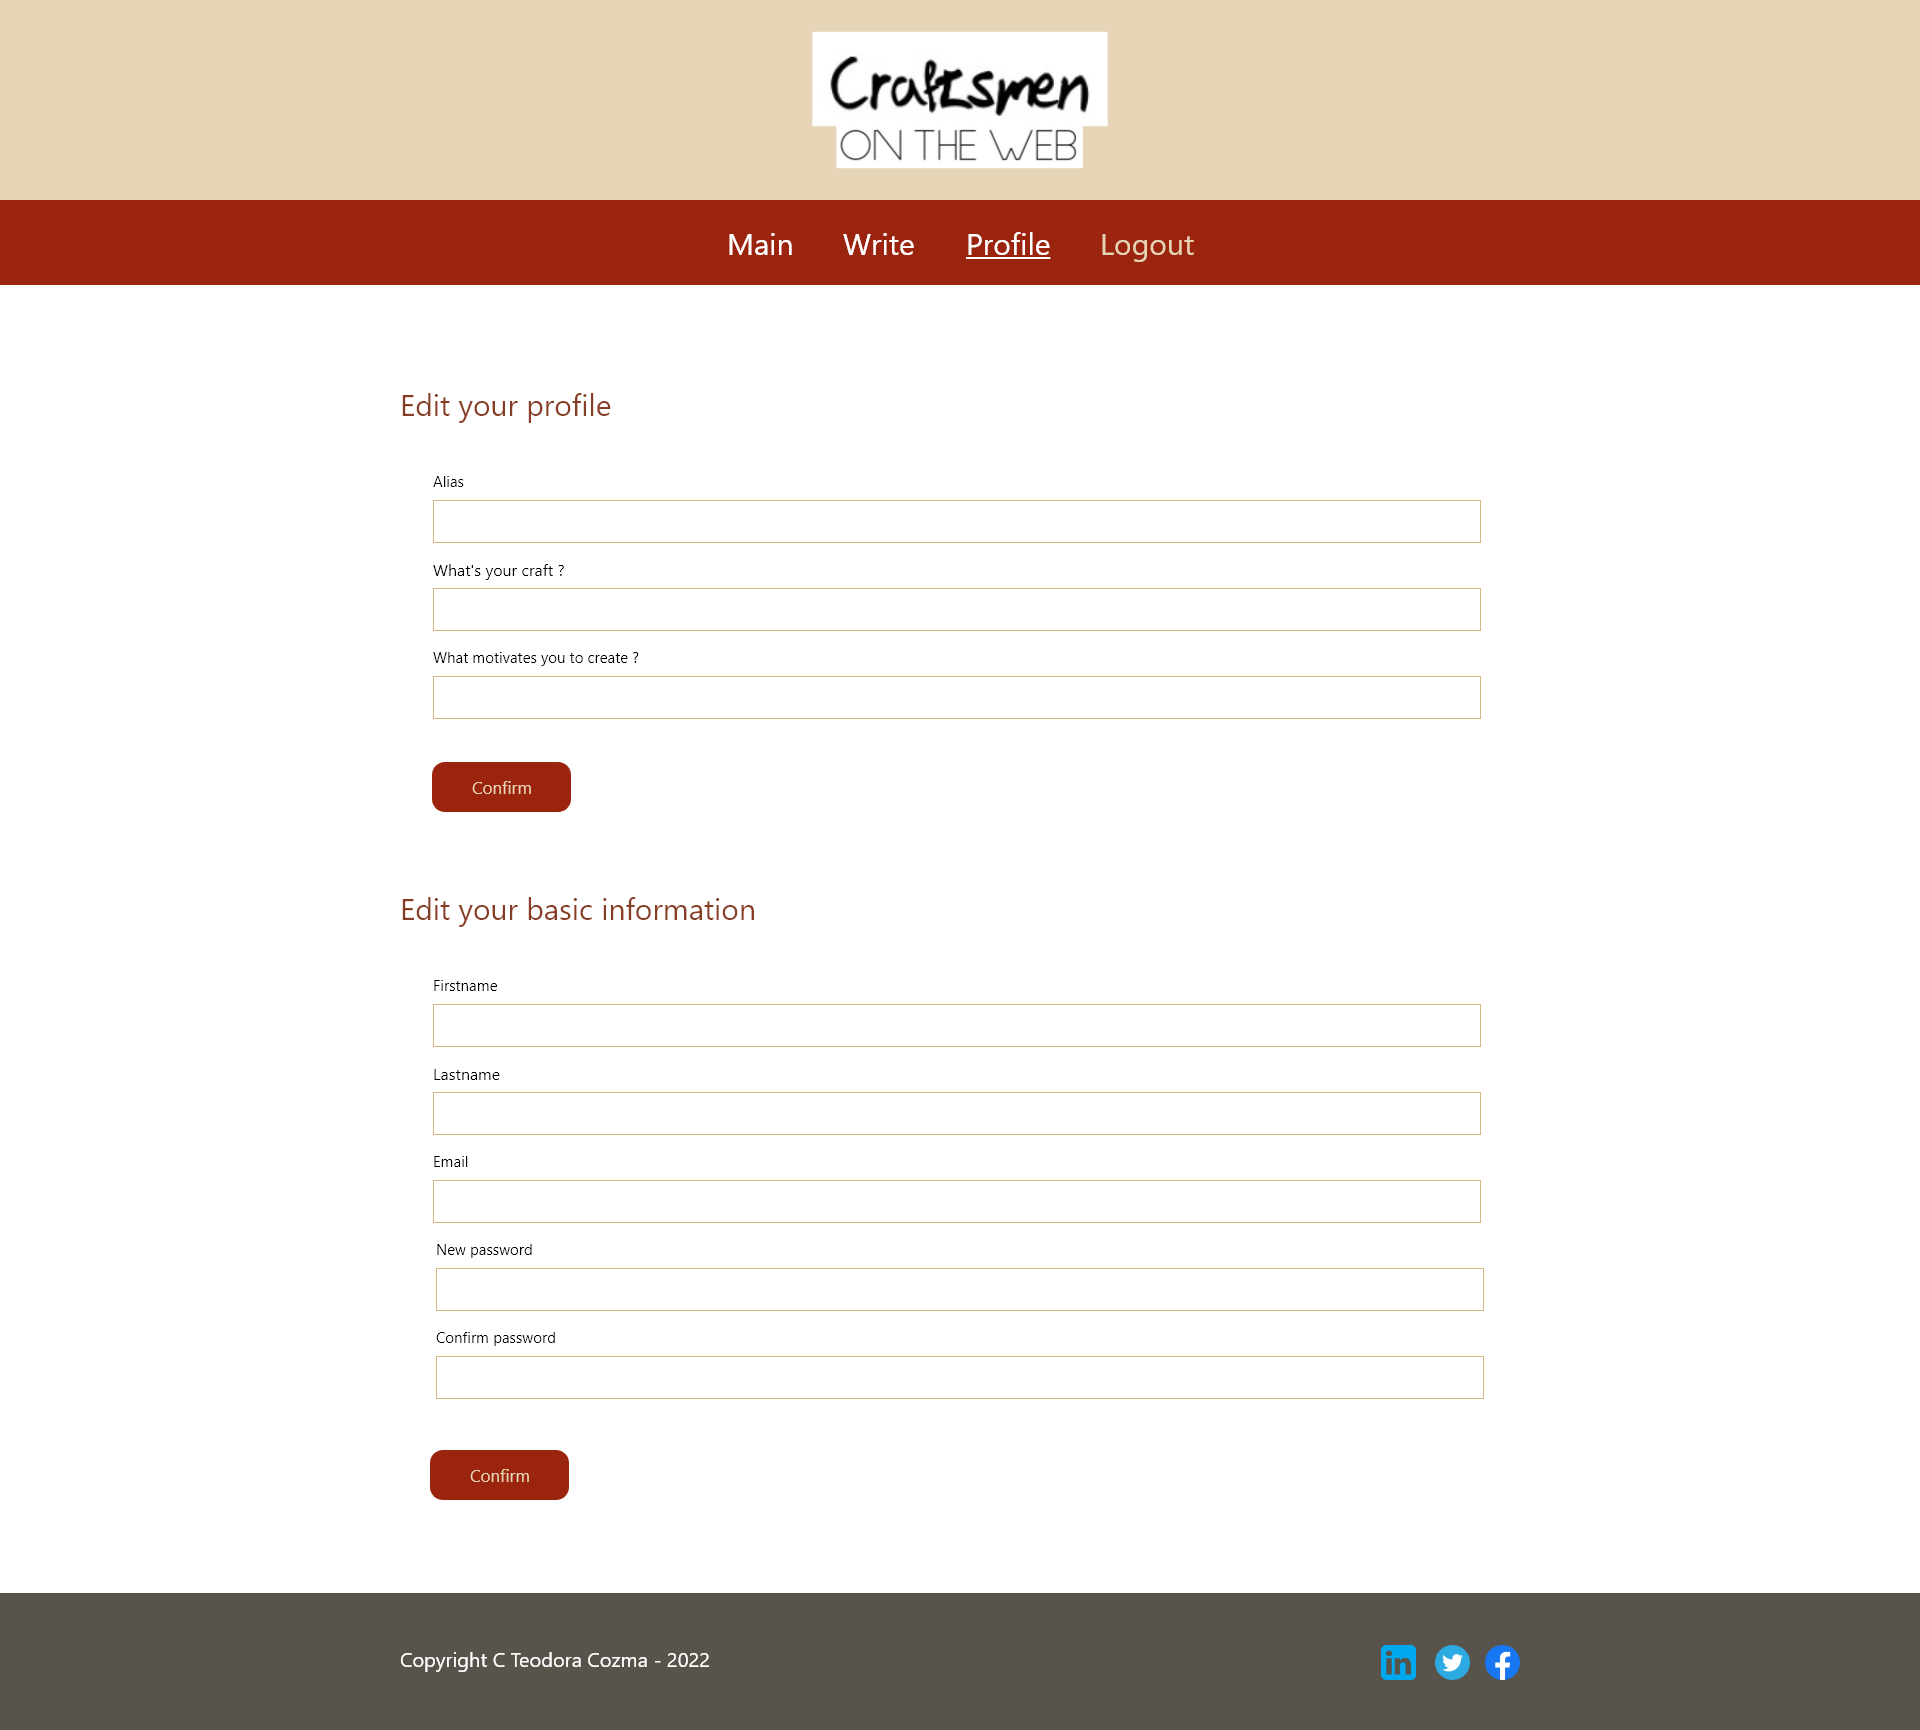 Craftsmen
ON THE WEB
Main Write Profile Logout
Edit your profile
Alias
What's your craft ?
What motivates you to create ?
Confirm
Edit your basic information
Firstname
Lastname
Email
New password
Confirm password
Confirm
Copyright C Teodora Cozma - 2022
in